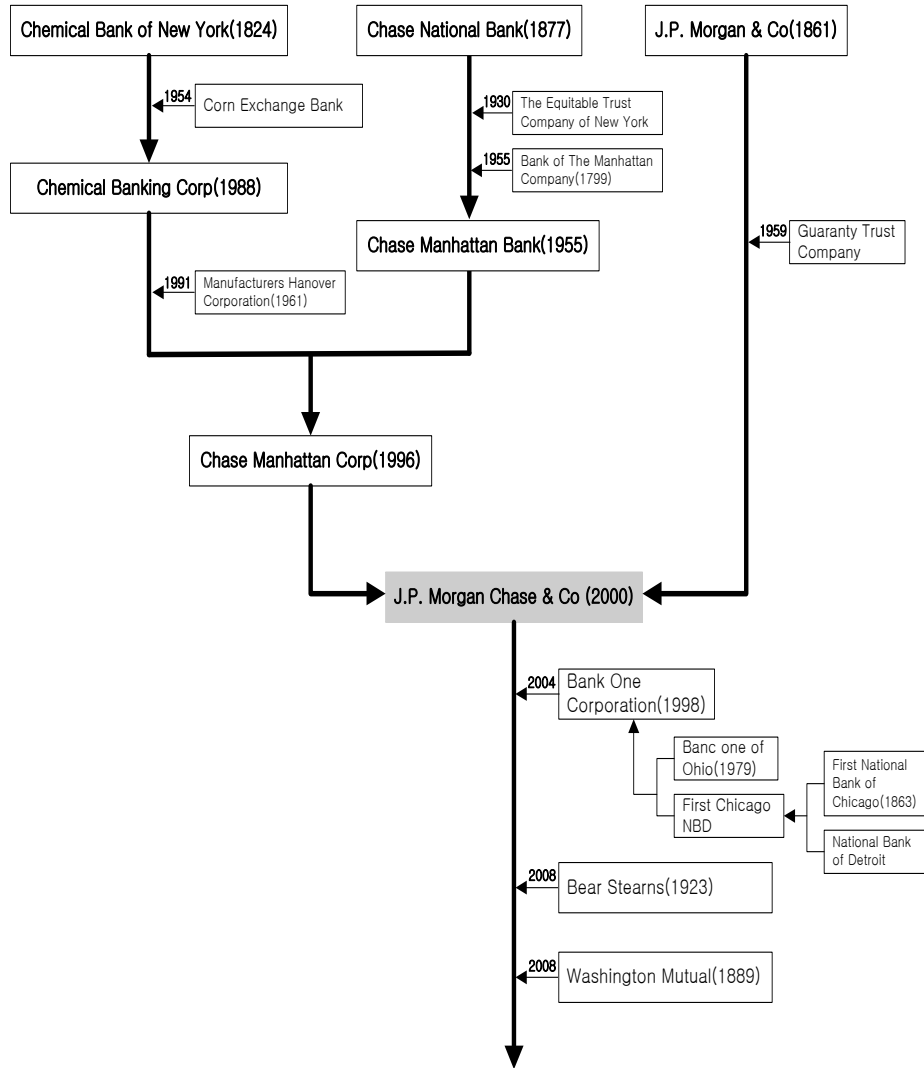 Chemical Bank of New York(1824)
Chase National Bank(1877)
J.P. Morgan & Co(1861)
1954
Corn Exchange Bank
1930
The Equitable Trust
Company of New York
1955
Bank of The Manhattan
Company(1799)
Chemical Banking Corp(1988)
Chase Manhattan Bank(1955)
1959
Guaranty Trust
Company
1991
Manufacturers Hanover
Corporation(1961)
Chase Manhattan Corp(1996)
J.P. Morgan Chase & Co (2000)
2004
Bank One
Corporation(1998)
Banc one of
Ohio(1979)
First Chicago
NBD
First National
Bank of
Chicago(1863)
National Bank
of Detroit
2008
Bear Stearns(1923)
2008
Washington Mutual(1889)